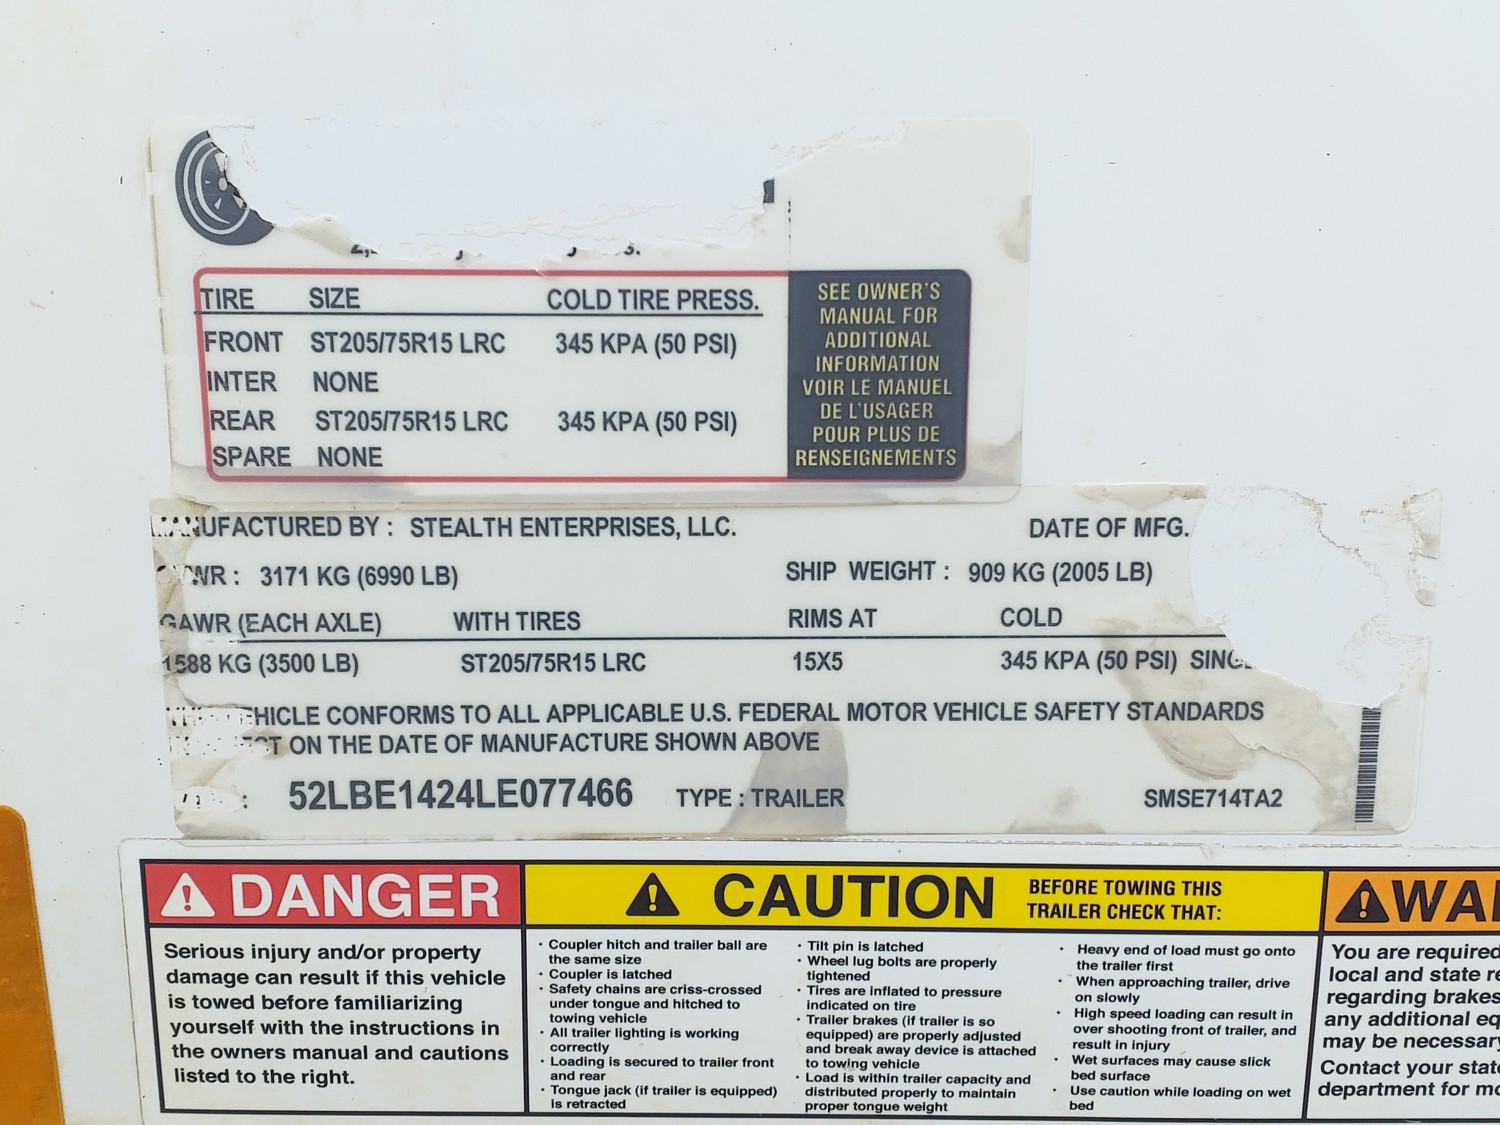 TIRE SIZE COLD TIRE PRESS.
FRONT ST205/75R15 LRC 345 KPA (50 PSI)
INTER NONE
REAR ST205/75R15 LRC 345 KPA (50 PSI)
SPARE NONE
SEE OWNER'S
MANUAL FOR
ADDITIONAL
INFORMATION
VOIR LE MANUEL
DE L'USAGER
POUR PLUS DE
RENSEIGNEMENTS
MANUFACTURED BY : STEALTH ENTERPRISES, LLC. DATE OF MFG.
GVWR : 3171 KG (6990 LB) SHIP WEIGHT : 909 KG (2005 LB)
GAWR (EACH AXLE) WITH TIRES RIMS AT COLD
1588 KG (3500 LB) ST205/75R15 LRC 15X5 345 KPA (50 PSI)
CONFORMS TO ALL APPLICABLE U.S. FEDERAL MOTOR VEHICLE SAFETY STANDARDS
ON THE DATE OF MANUFACTURE SHOWN ABOVE
: 52LBE1424LE077466 TYPE : TRAILER SMSE714TA2
DANGER
Serious injury and/or property
damage can result if this vehicle
is towed before familiarizing
yourself with the instructions in
the owners manual and cautions
listed to the right.
CAUTION
BEFORE TOWING THIS
TRAILER CHECK THAT:
· Coupler hitch and trailer ball are
the same size
· Coupler is latched
· Safety chains are criss-crossed
under tongue and hitched to
towing vehicle
· All trailer lighting is working
correctly
· Loading is secured to trailer front
and rear
· Tongue jack (if trailer is equipped)
is retracted
· Tilt pin is latched
· Wheel lug bolts are properly
tightened
· Tires are inflated to pressure
indicated on tire
· Trailer brakes (if trailer is so
equipped) are properly adjusted
and break away device is attached
to towing vehicle
· Load is within trailer capacity and
distributed properly to maintain
proper tongue weight
· Heavy end of load must go onto
the trailer first
· When approaching trailer, drive
on slowly
· High speed loading can result in
over shooting front of trailer, and
result in injury
· Wet surfaces may cause slick
bed surface
· Use caution while loading on wet
bed
You are required
local and state
regarding brakes
any additional
may be necessary
Contact your state
department for